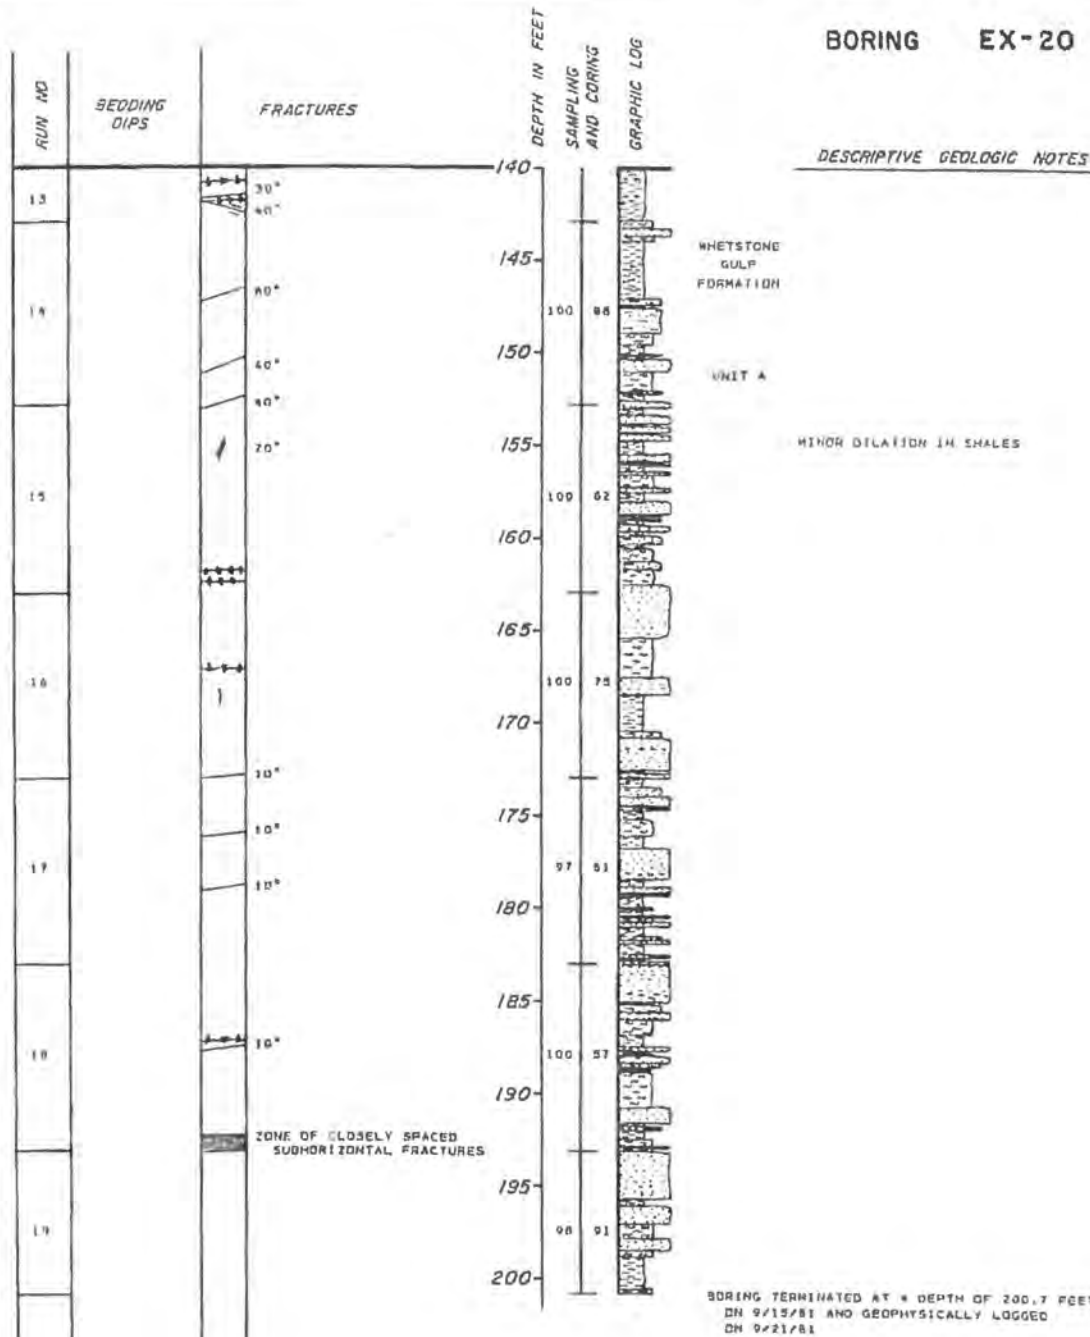 BORING EX-20
RUN NO
BEDDING
DIPS
FRACTURES
DEPTH IN FEET
SAMPLING
AND CORING
GRAPHIC LOG
DESCRIPTIVE GEOLOGIC NOTES
140
30°
13
40°
145
WHETSTONE
GULF
FORMATION
60°
14
100
150
40°
UNIT A
40°
155
20°
MINOR DILATION IN SHALES
15
100 62
160
165
16
100
170
10°
175
10°
17
97
10°
180
185
10°
18
100 57
190
ZONE OF CLOSELY SPACED
SUBHORIZONTAL FRACTURES
195
19
98 91
200
BORING TERMINATED AT A DEPTH OF 200.7 FEET
ON 9/15/81 AND GEOPHYSICALLY LOGGED
ON 9/21/81